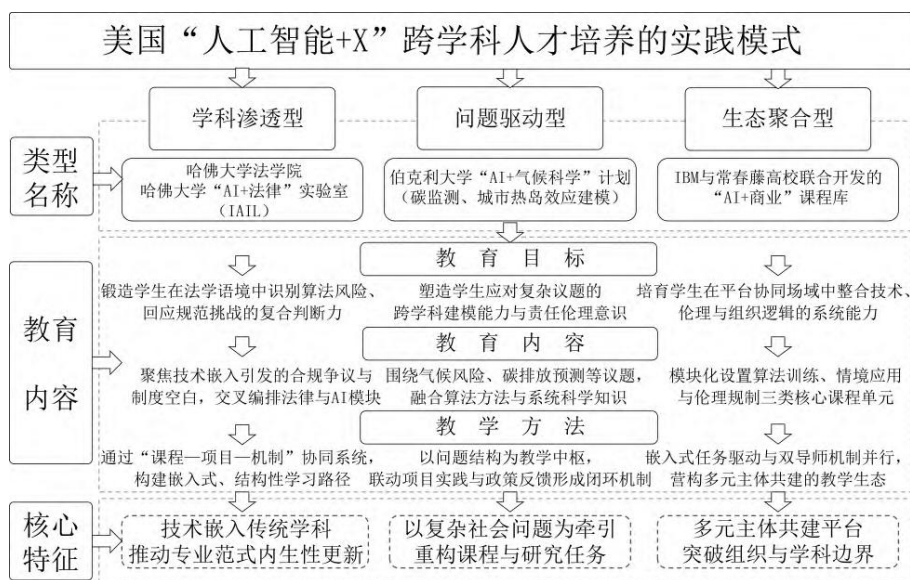 美国“人工智能+X”跨学科人才培养的实践模式
学科渗透型
问题驱动型
生态聚合型
类型
名称
哈佛大学法学院
哈佛大学“AI+法律”实验室
（IAIL）
伯克利大学“AI+气候科学”计划
（碳监测、城市热岛效应建模）
IBM与常春藤高校联合开发的
“AI+商业”课程库
教育
内容
教育目标
锻造学生在法学语境中识别算法风险、
回应规范挑战的复合判断力
塑造学生应对复杂议题的
跨学科建模能力与责任伦理意识
培育学生在平台协同场域中整合技术、
伦理与组织逻辑的系统能力
教育内容
聚焦技术嵌入引发的合规争议与
制度空白，交叉编排法律与AI模块
围绕气候风险、碳排放预测等议题，
融合算法方法与系统科学知识
模块化设置算法训练、情境应用
与伦理规制三类核心课程单元
教学方法
通过“课程—项目—机制”协同系统，
构建嵌入式、结构性学习路径
以问题结构为教学中枢，
联动项目实践与政策反馈形成闭环机制
嵌入式任务驱动与双导师机制并行，
营构多元主体共建的教学生态
核心
特征
技术嵌入传统学科
推动专业范式内生性更新
以复杂社会问题为牵引
重构课程与研究任务
多元主体共建平台
突破组织与学科边界